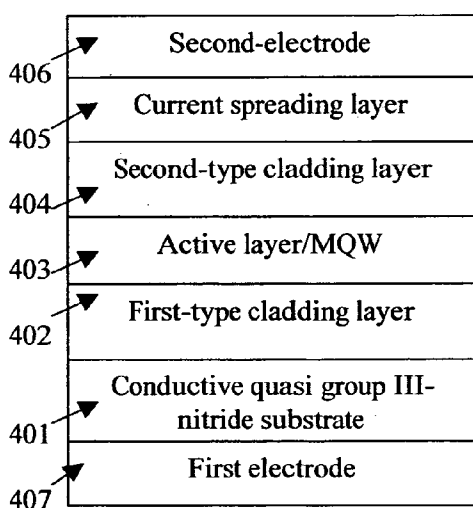 Second-electrode
406
Current spreading layer
405
Second-type cladding layer
404
Active layer/MQW
403
First-type cladding layer
402
Conductive quasi group III-
nitride substrate
401
First electrode
407